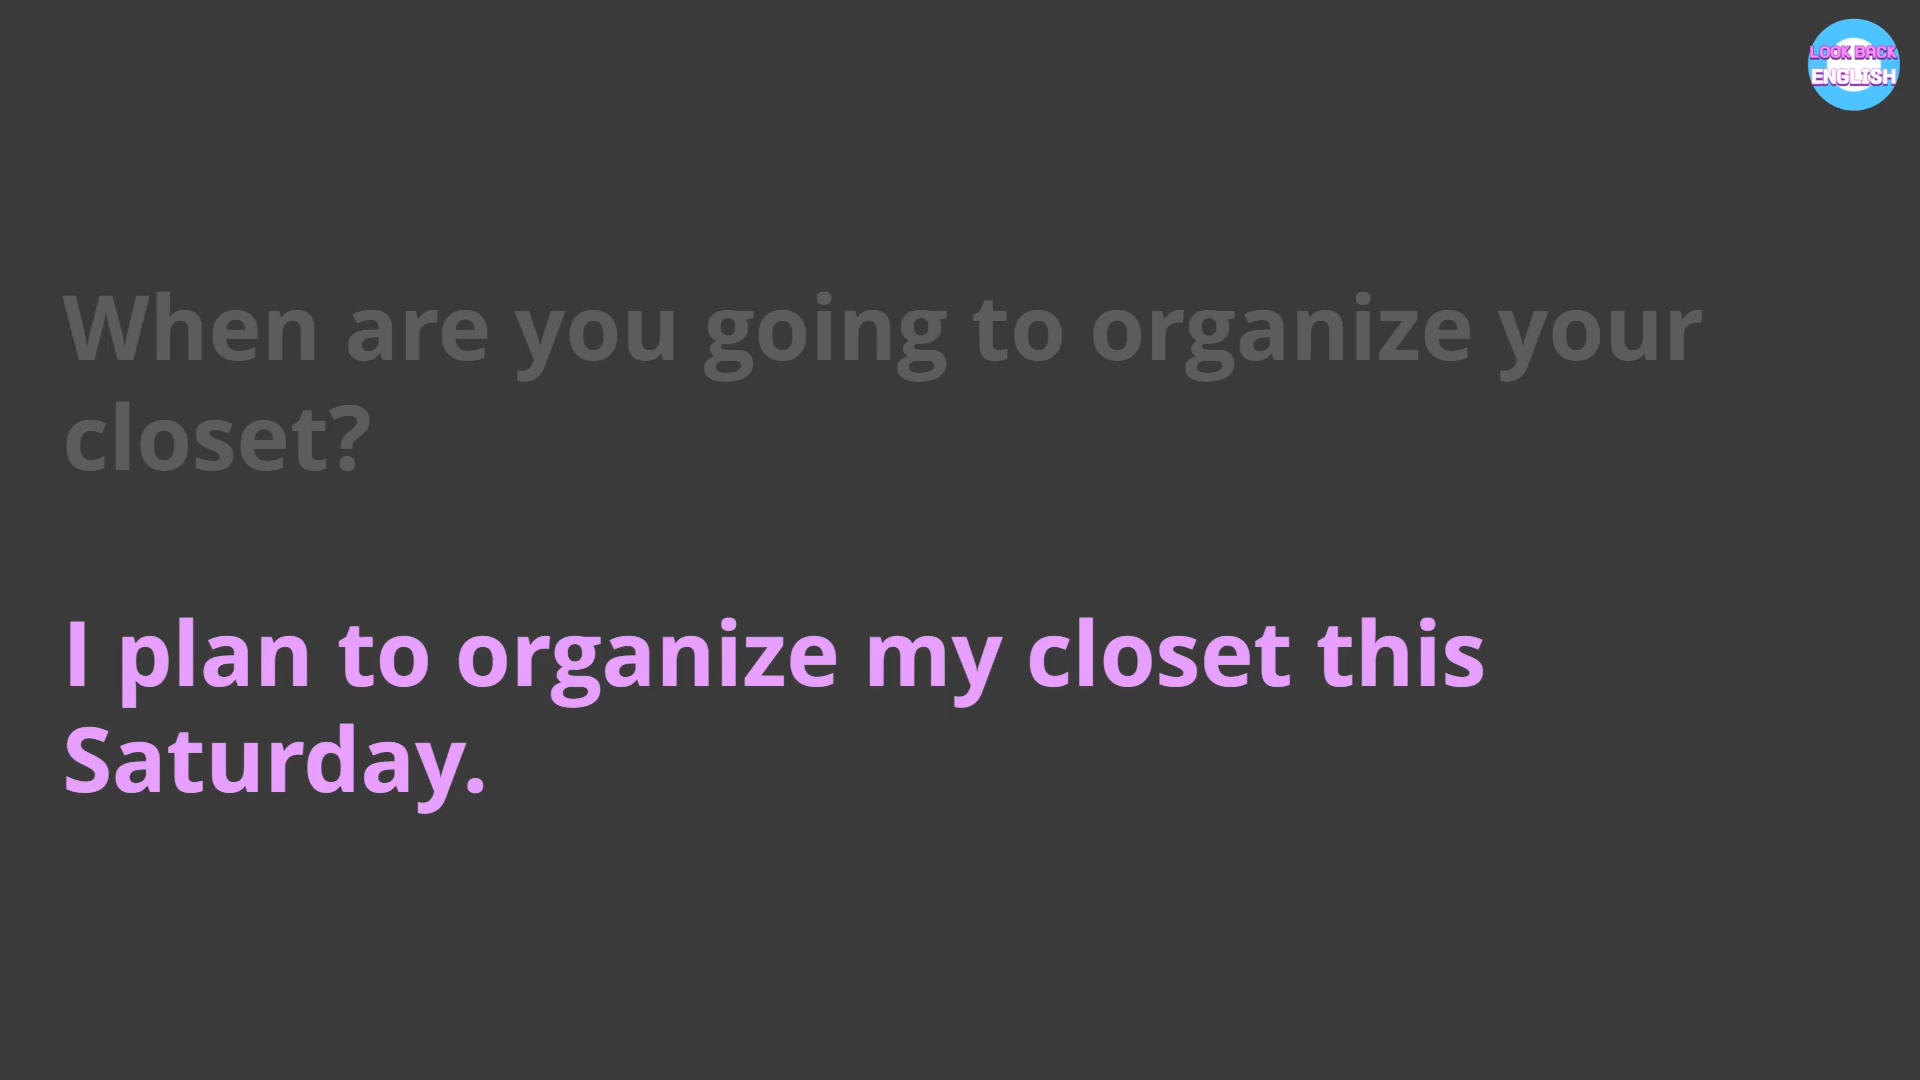 LOOK BACK
ENGLISH
When are you going to organize your
closet?
I plan to organize my closet this
Saturday.